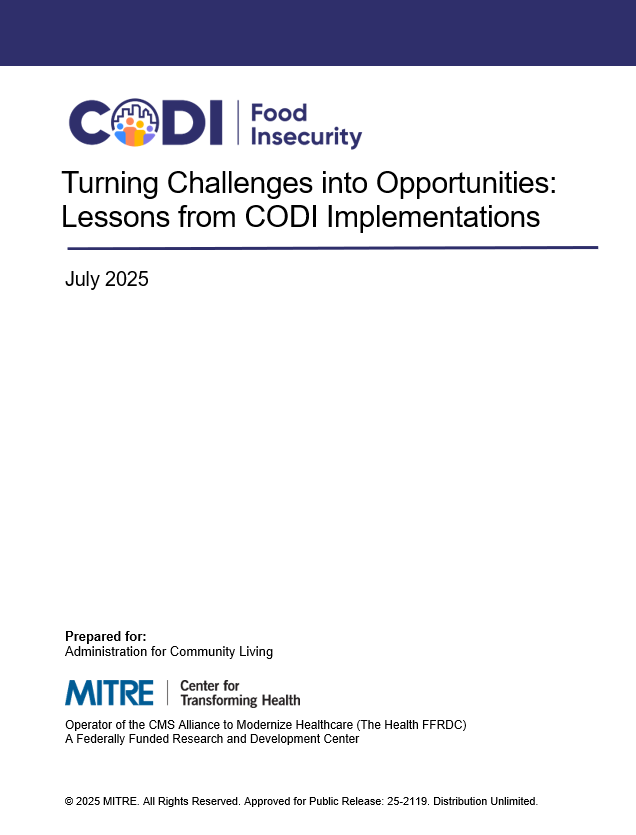 CODI Food
Insecurity
Turning Challenges into Opportunities:
Lessons from CODI Implementations
July 2025
Prepared for:
Administration for Community Living
MITRE Center for
Transforming Health
Operator of the CMS Alliance to Modernize Healthcare (The Health FFRDC)
A Federally Funded Research and Development Center
© 2025 MITRE. All Rights Reserved. Approved for Public Release: 25-2119. Distribution Unlimited.